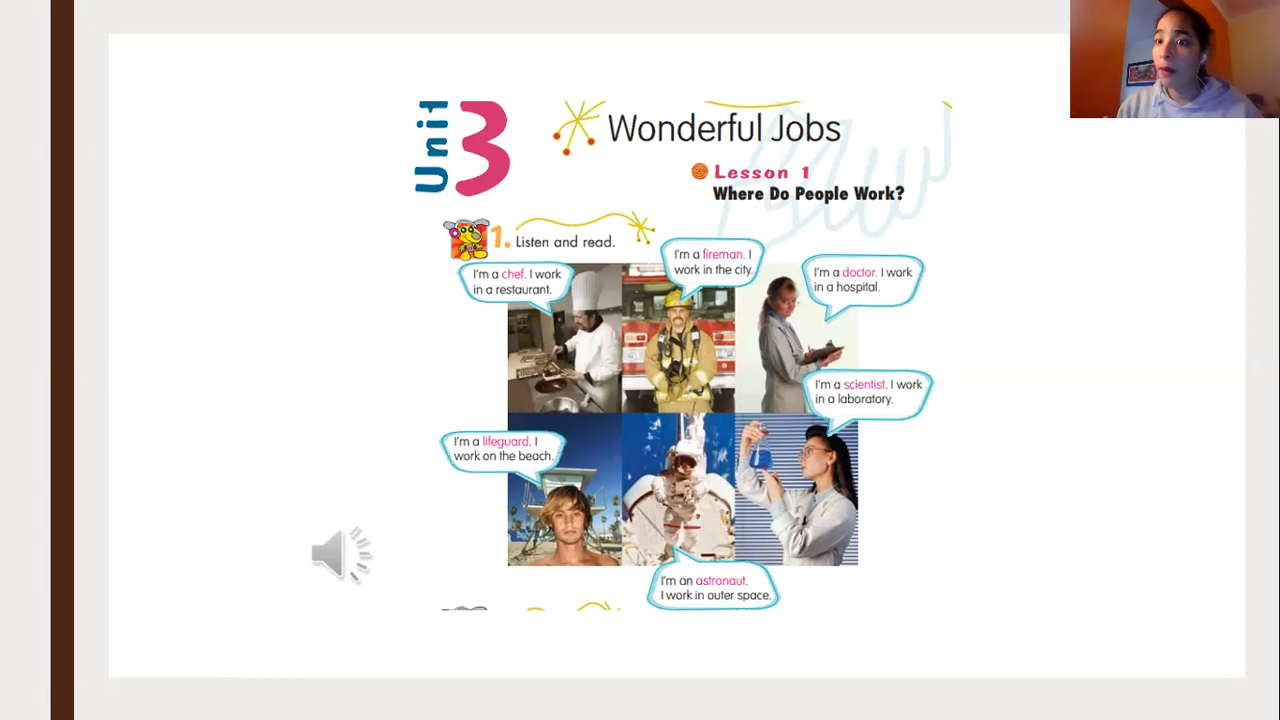 Unit 3
Wonderful Jobs
Lesson 1
Where Do People Work?
1. Listen and read.
I'm a chef. I work
in a restaurant.
I'm a fireman. I
work in the city.
I'm a doctor. I work
in a hospital.
I'm a lifeguard. I
work on the beach.
I'm an astronaut.
I work in outer space.
I'm a scientist. I work
in a laboratory.